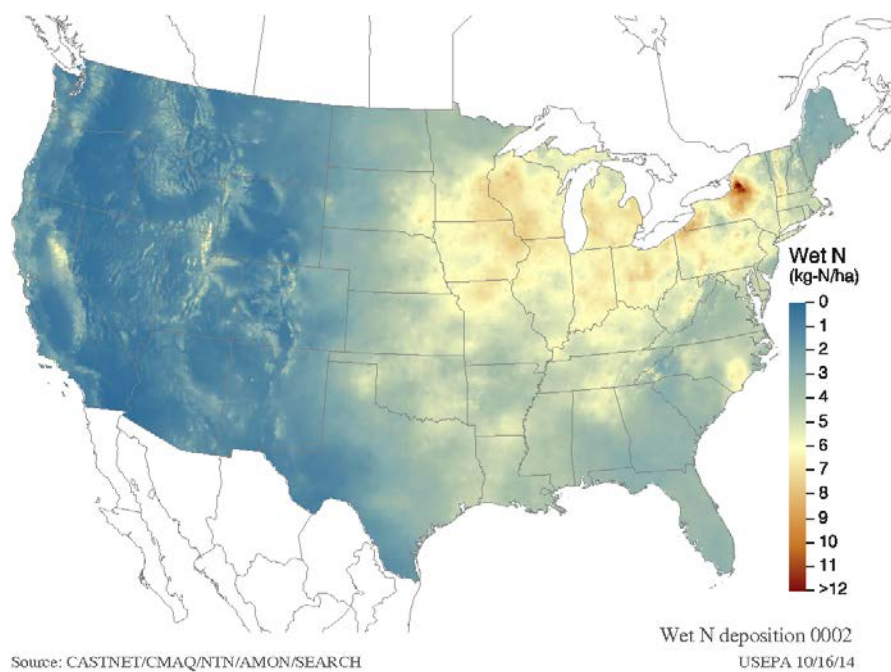 Wet N
(kg-N/ha)
0
1
2
3
4
5
6
7
8
9
10
11
>12
Wet N deposition 0002
Source: CASTNET/CMAQ/NTN/AMON/SEARCH
USEPA 10/16/14